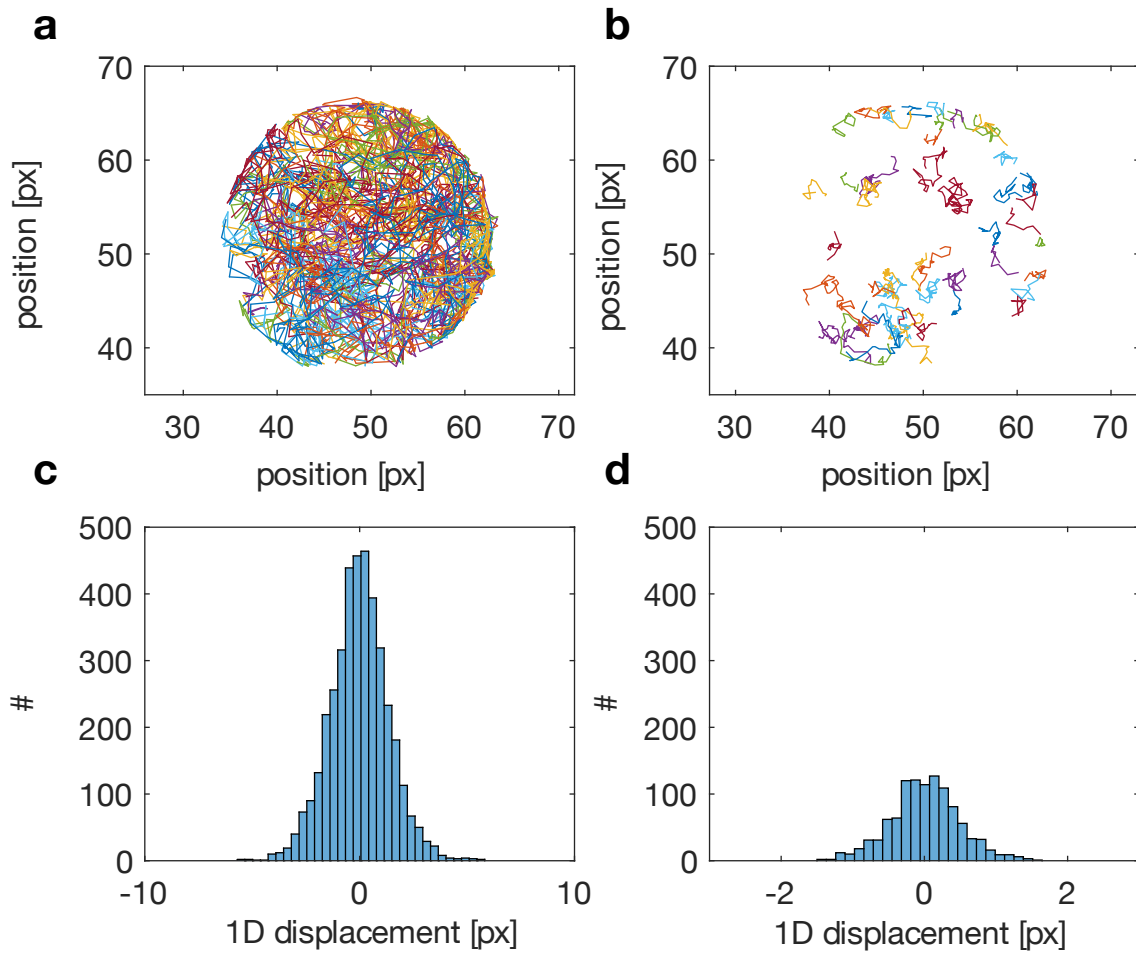 a b
70 70
60 60
50 50
40 40
position [px] position [px]
30 40 50 60 70 30 40 50 60 70
position [px] position [px]
c d
500 500
400 400
300 300
200 200
100 100
0 0
# #
-10 0 10 -2 0 2
1D displacement [px] 1D displacement [px]